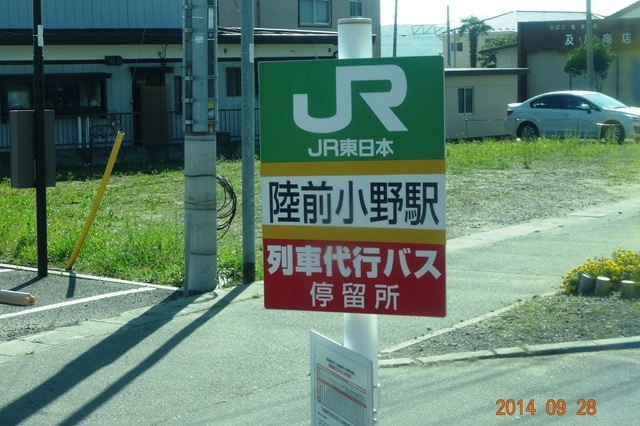 JR
JR東日本
陸前小野駅
列車代行バス
停留所
2014 09 28